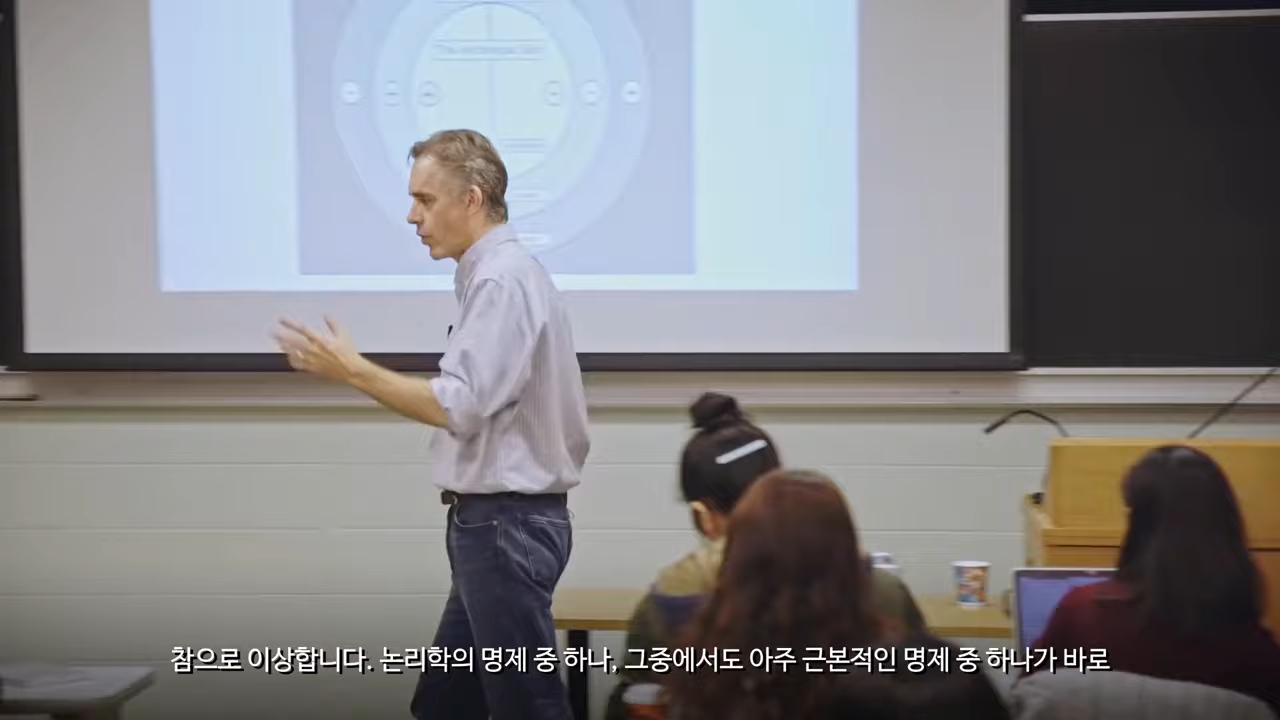 참으로 이상합니다. 논리학의 명제 중 하나, 그중에서도 아주 근본적인 명제 중 하나가 바로